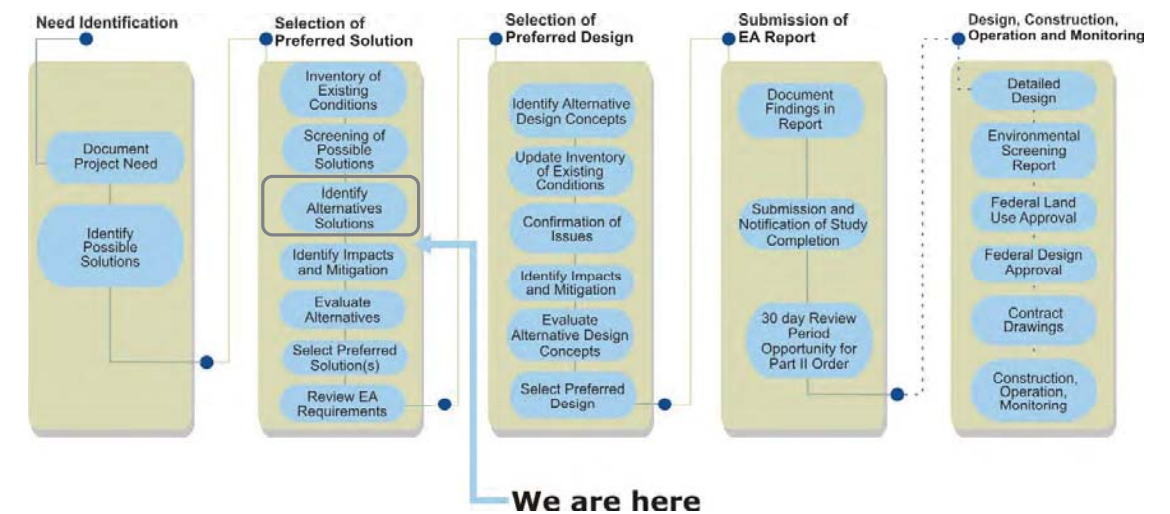 Need Identification
Document
Project Need
Identify
Possible
Solutions
Selection of
Preferred Solution
Inventory of
Existing
Conditions
Screening of
Possible
Solutions
Identify
Alternatives
Solutions
Identify Impacts
and Mitigation
Evaluate
Alternatives
Select Preferred
Solution(s)
Review EA
Requirements
Selection of
Preferred Design
Identify Alternative
Design Concepts
Update Inventory
of Existing
Conditions
Confirmation of
Issues
Identify Impacts
and Mitigation
Evaluate
Alternative Design
Concepts
Select Preferred
Design
Submission of
EA Report
Document
Findings in
Report
Submission and
Notification of Study
Completion
30 day Review
Period
Opportunity for
Part II Order
Design, Construction,
Operation and Monitoring
Detailed
Design
Environmental
Screening
Report
Federal Land
Use Approval
Federal Design
Approval
Contract
Drawings
Construction,
Operation,
Monitoring
We are here